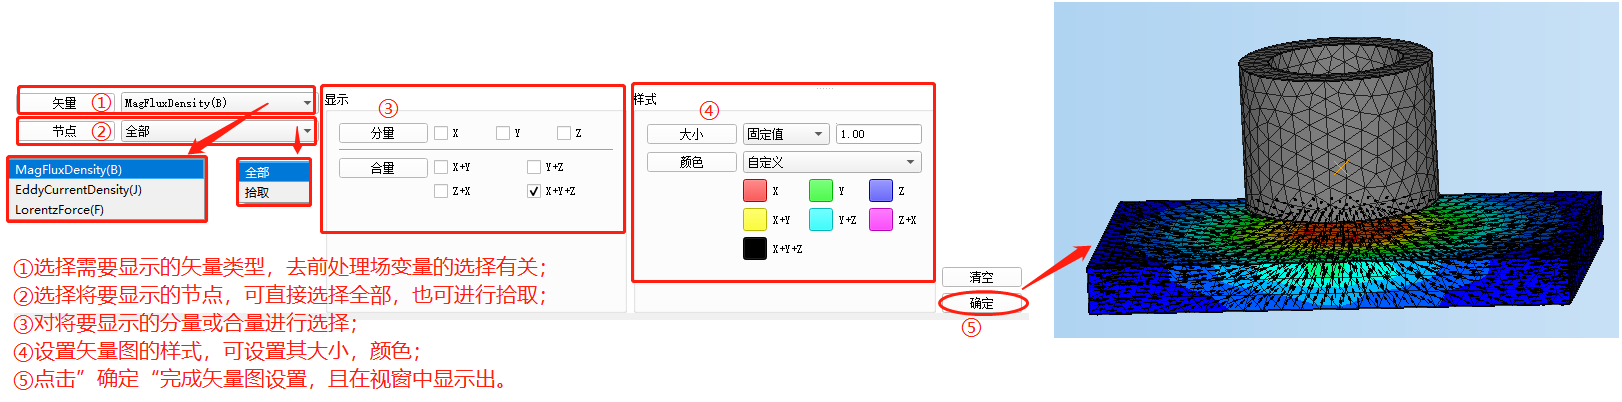 矢量 ① MagFluxDensity(B)
节点 ② 全部
MagFluxDensity(B)
EddyCurrentDensity(J)
LorentzForce(F)
全部
拾取
显示
③
分量 X Y Z
合量 X+Y Y+Z
Z+X X+Y+Z
样式
④
大小 固定值 1.00
颜色 自定义
X Y Z
X+Y Y+Z Z+X
X+Y+Z
清空
确定
⑤
①选择需要显示的矢量类型，去前处理场变量的选择有关；
②选择将要显示的节点，可直接选择全部，也可进行拾取；
③对将要显示的分量或合量进行选择；
④设置矢量图的样式，可设置其大小，颜色；
⑤点击”确定“完成矢量图设置，且在视窗中显示出。